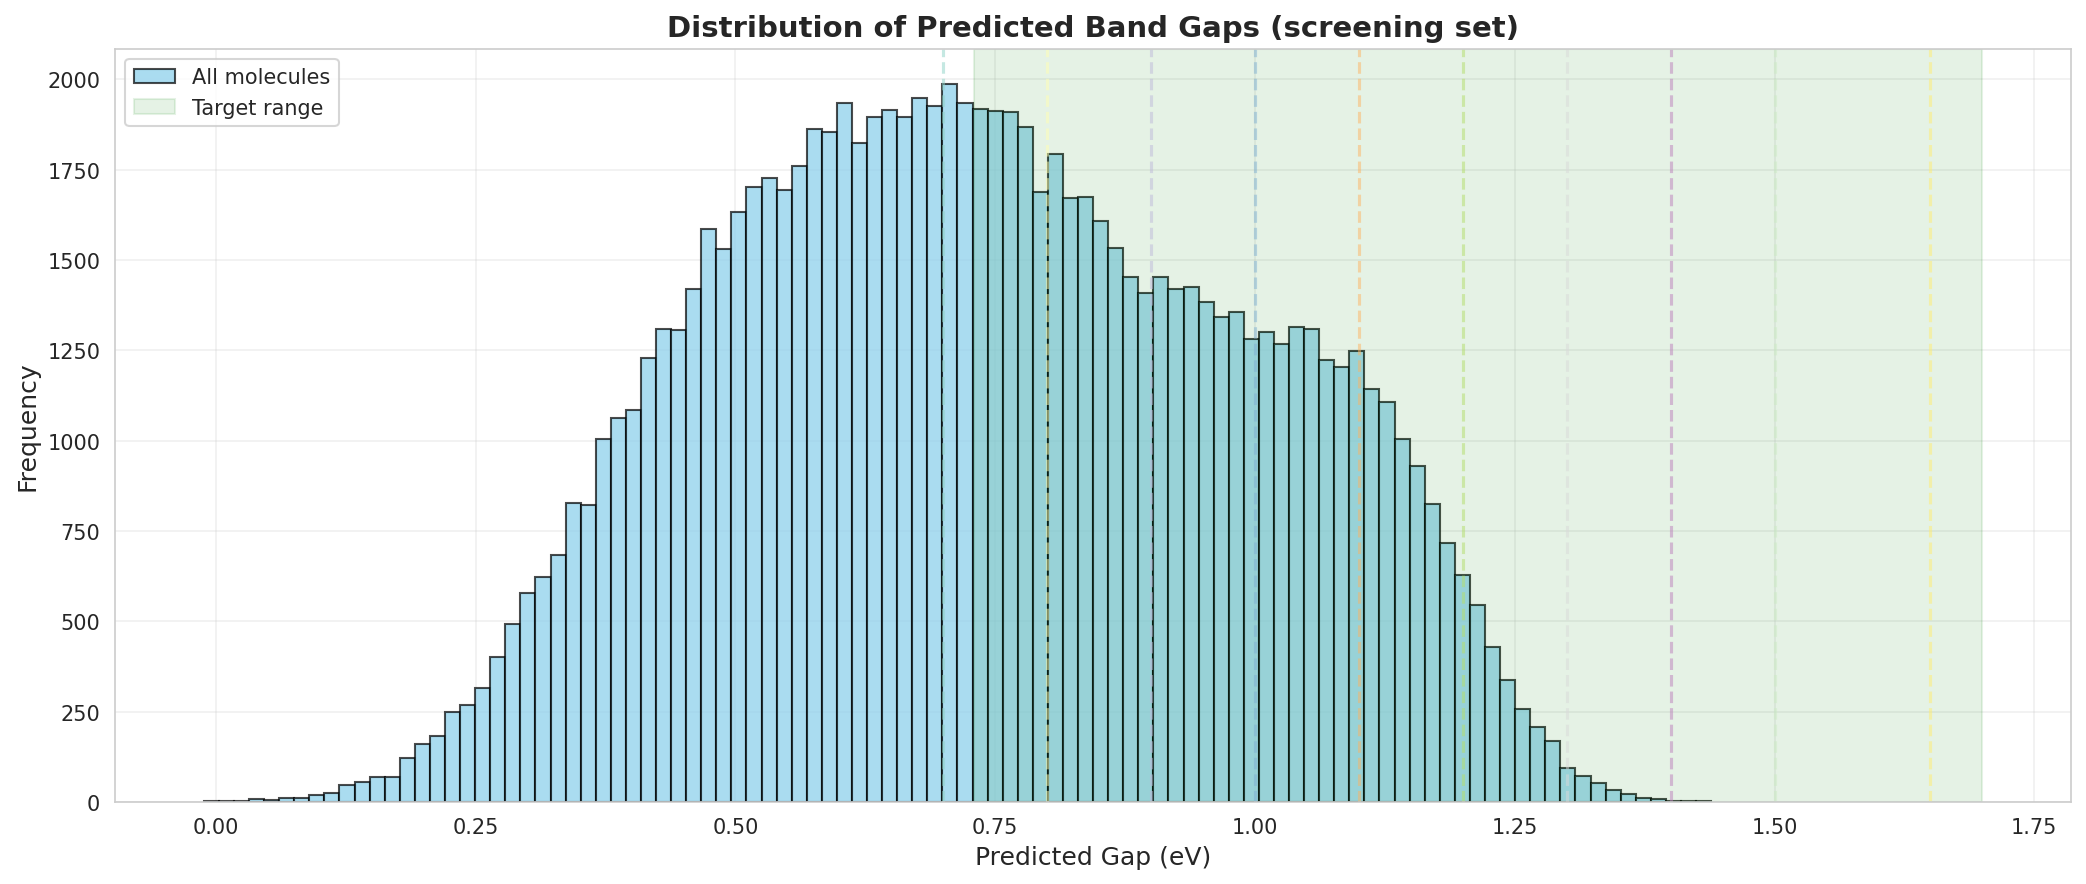 Distribution of Predicted Band Gaps (screening set)
All molecules
Target range
Frequency
2000
1750
1500
1250
1000
750
500
250
0
0.00 0.25 0.50 0.75 1.00 1.25 1.50 1.75
Predicted Gap (eV)